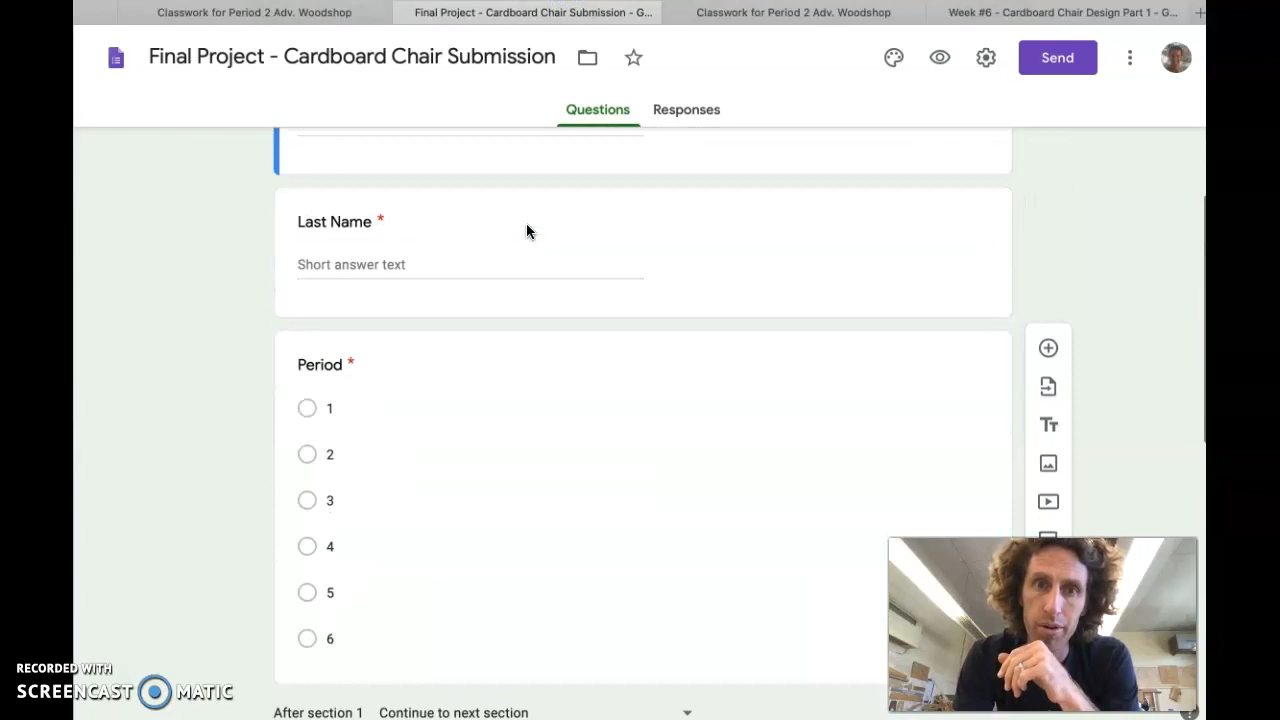 Classwork for Period 2 Adv. Woodshop
Final Project - Cardboard Chair Submission - G...
Classwork for Period 2 Adv. Woodshop
Week #6 - Cardboard Chair Design Part 1 - G...
Final Project - Cardboard Chair Submission
Send
Questions
Responses
Last Name *
Short answer text
Period *
1
2
3
4
5
6
After section 1 Continue to next section
Tт
RECORDED WITH
SCREENCAST MATIC